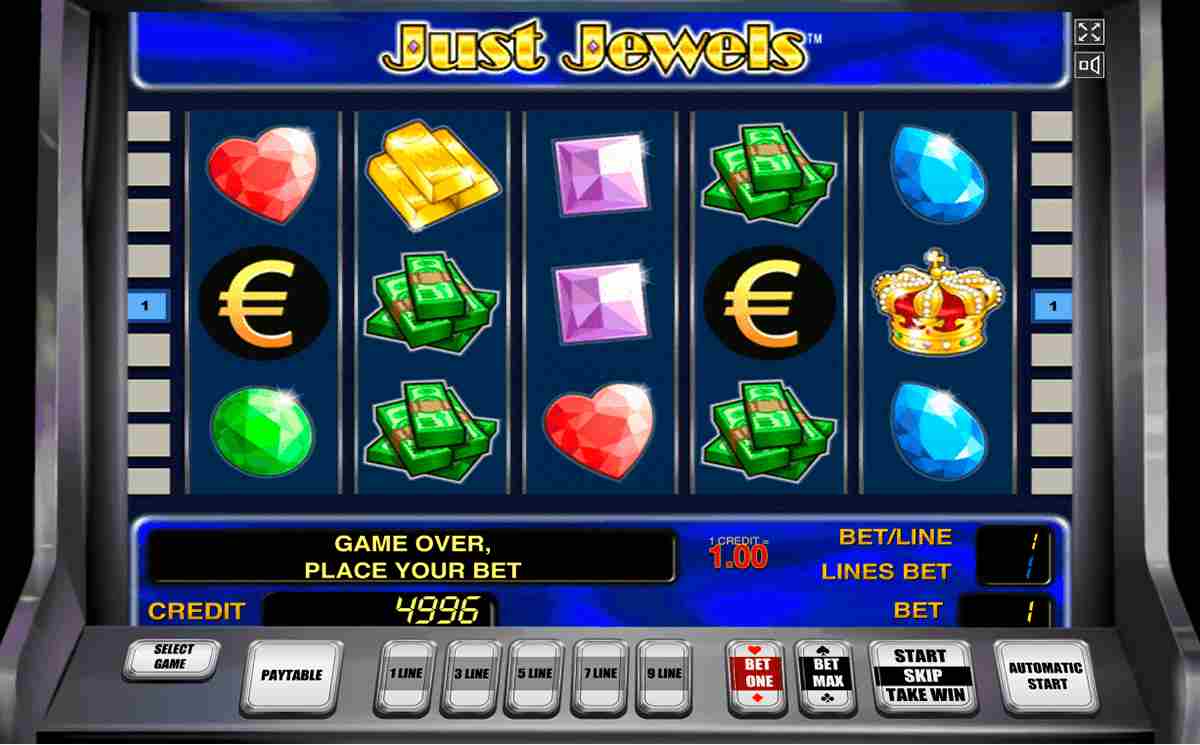 Just Jewels™
€
€
1
1
GAME OVER,
PLACE YOUR BET
1 CREDIT =
1.00
BET/LINE
1
LINES BET
1
CREDIT
4996
BET
1
SELECT
GAME
PAYTABLE
1 LINE
3 LINE
5 LINE
7 LINE
9 LINE
BET
ONE
BET
MAX
START
SKIP
TAKE WIN
AUTOMATIC
START